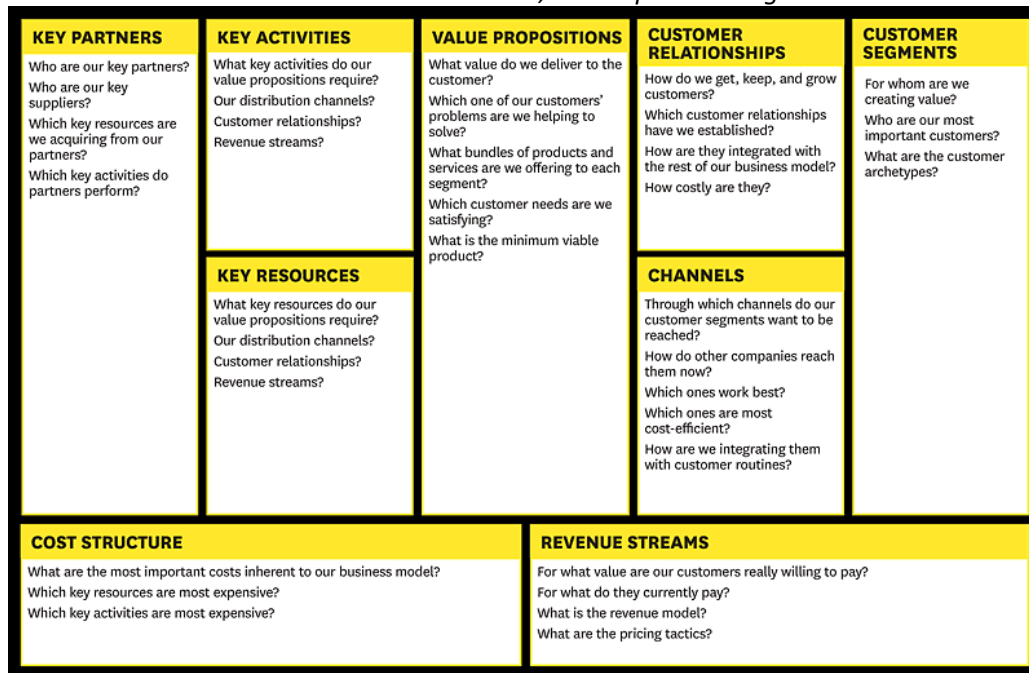 KEY PARTNERS
Who are our key partners?
Who are our key
suppliers?
Which key resources are
we acquiring from our
partners?
Which key activities do
partners perform?
KEY ACTIVITIES
What key activities do our
value propositions require?
Our distribution channels?
Customer relationships?
Revenue streams?
KEY RESOURCES
What key resources do our
value propositions require?
Our distribution channels?
Customer relationships?
Revenue streams?
VALUE PROPOSITIONS
What value do we deliver to the
customer?
Which one of our customers’
problems are we helping to
solve?
What bundles of products and
services are we offering to each
segment?
Which customer needs are we
satisfying?
What is the minimum viable
product?
CUSTOMER
RELATIONSHIPS
How do we get, keep, and grow
customers?
Which customer relationships
have we established?
How are they integrated with
the rest of our business model?
How costly are they?
CHANNELS
Through which channels do our
customer segments want to be
reached?
How do other companies reach
them now?
Which ones work best?
Which ones are most
cost-efficient?
How are we integrating them
with customer routines?
CUSTOMER
SEGMENTS
For whom are we
creating value?
Who are our most
important customers?
What are the customer
archetypes?
COST STRUCTURE
What are the most important costs inherent to our business model?
Which key resources are most expensive?
Which key activities are most expensive?
REVENUE STREAMS
For what value are our customers really willing to pay?
For what do they currently pay?
What is the revenue model?
What are the pricing tactics?